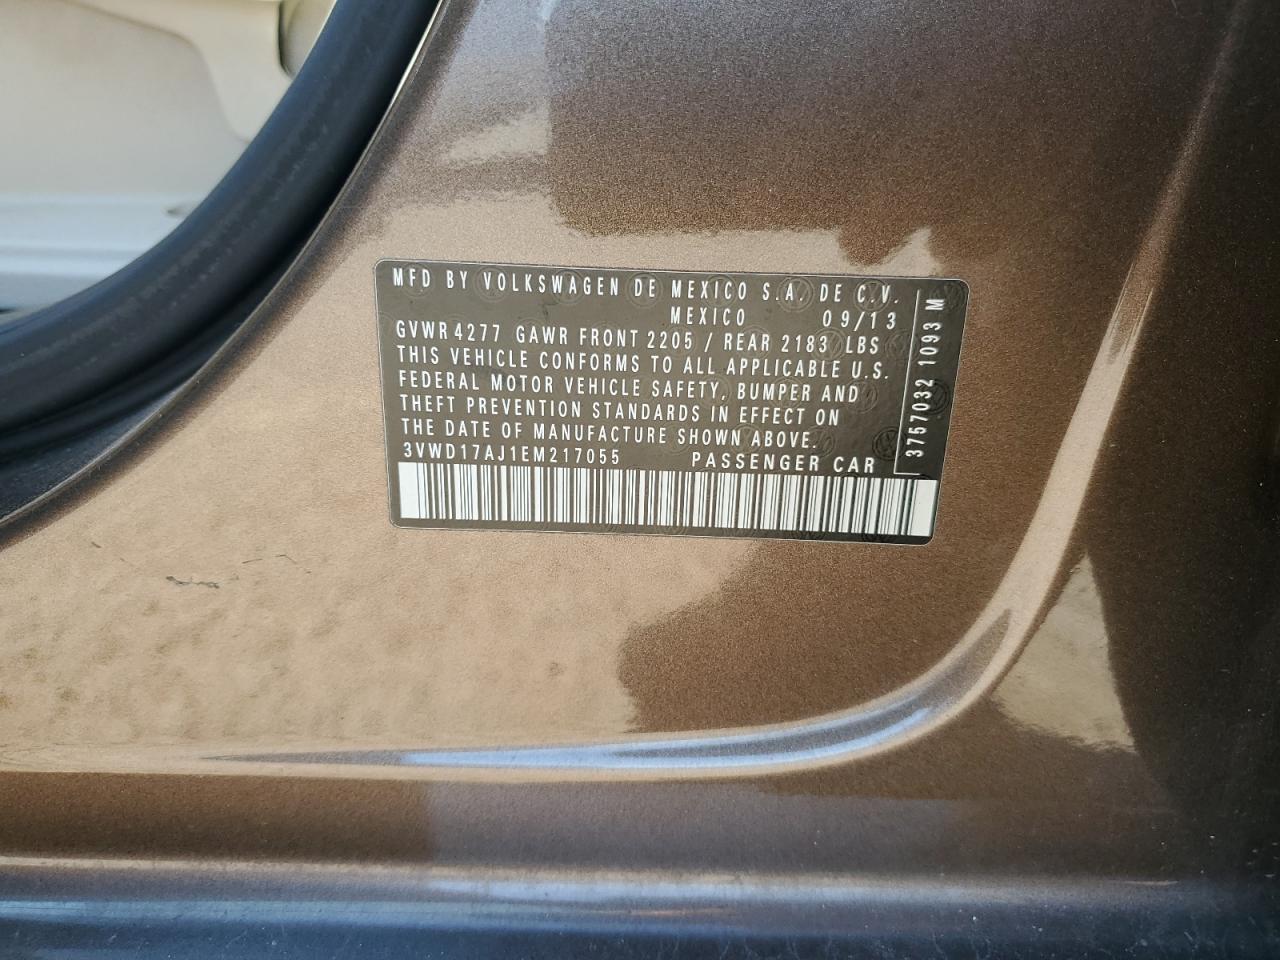 MFD BY VOLKSWAGEN DE MEXICO S.A. DE C.V.
MEXICO 09/13
GVWR 4277 GAWR FRONT 2205 / REAR 2183 LBS
THIS VEHICLE CONFORMS TO ALL APPLICABLE U.S.
FEDERAL MOTOR VEHICLE SAFETY, BUMPER AND
THEFT PREVENTION STANDARDS IN EFFECT ON
THE DATE OF MANUFACTURE SHOWN ABOVE.
3VWD17AJ1EM217055 PASSENGER CAR
3757032 1093 M